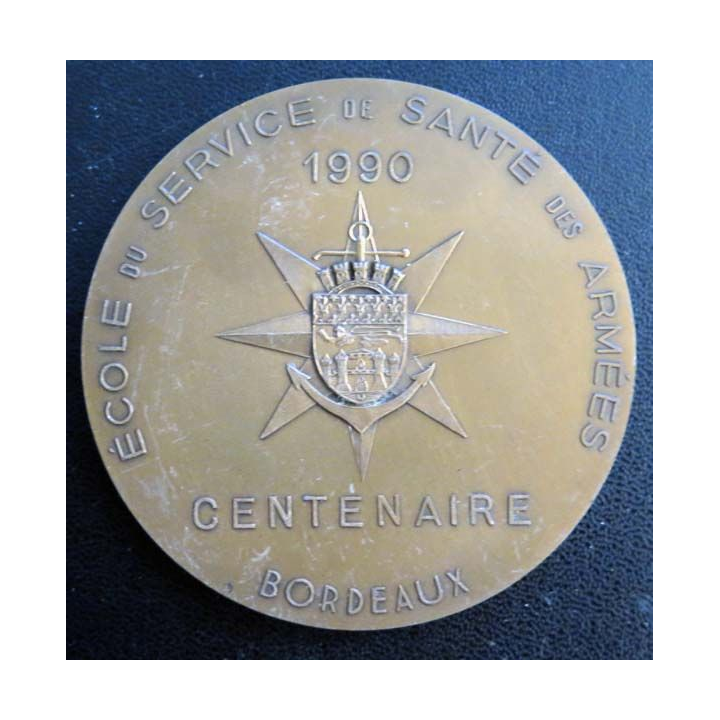 ÉCOLE DU SERVICE DE SANTÉ DES ARMÉES
1990
CENTENAIRE
BORDEAUX